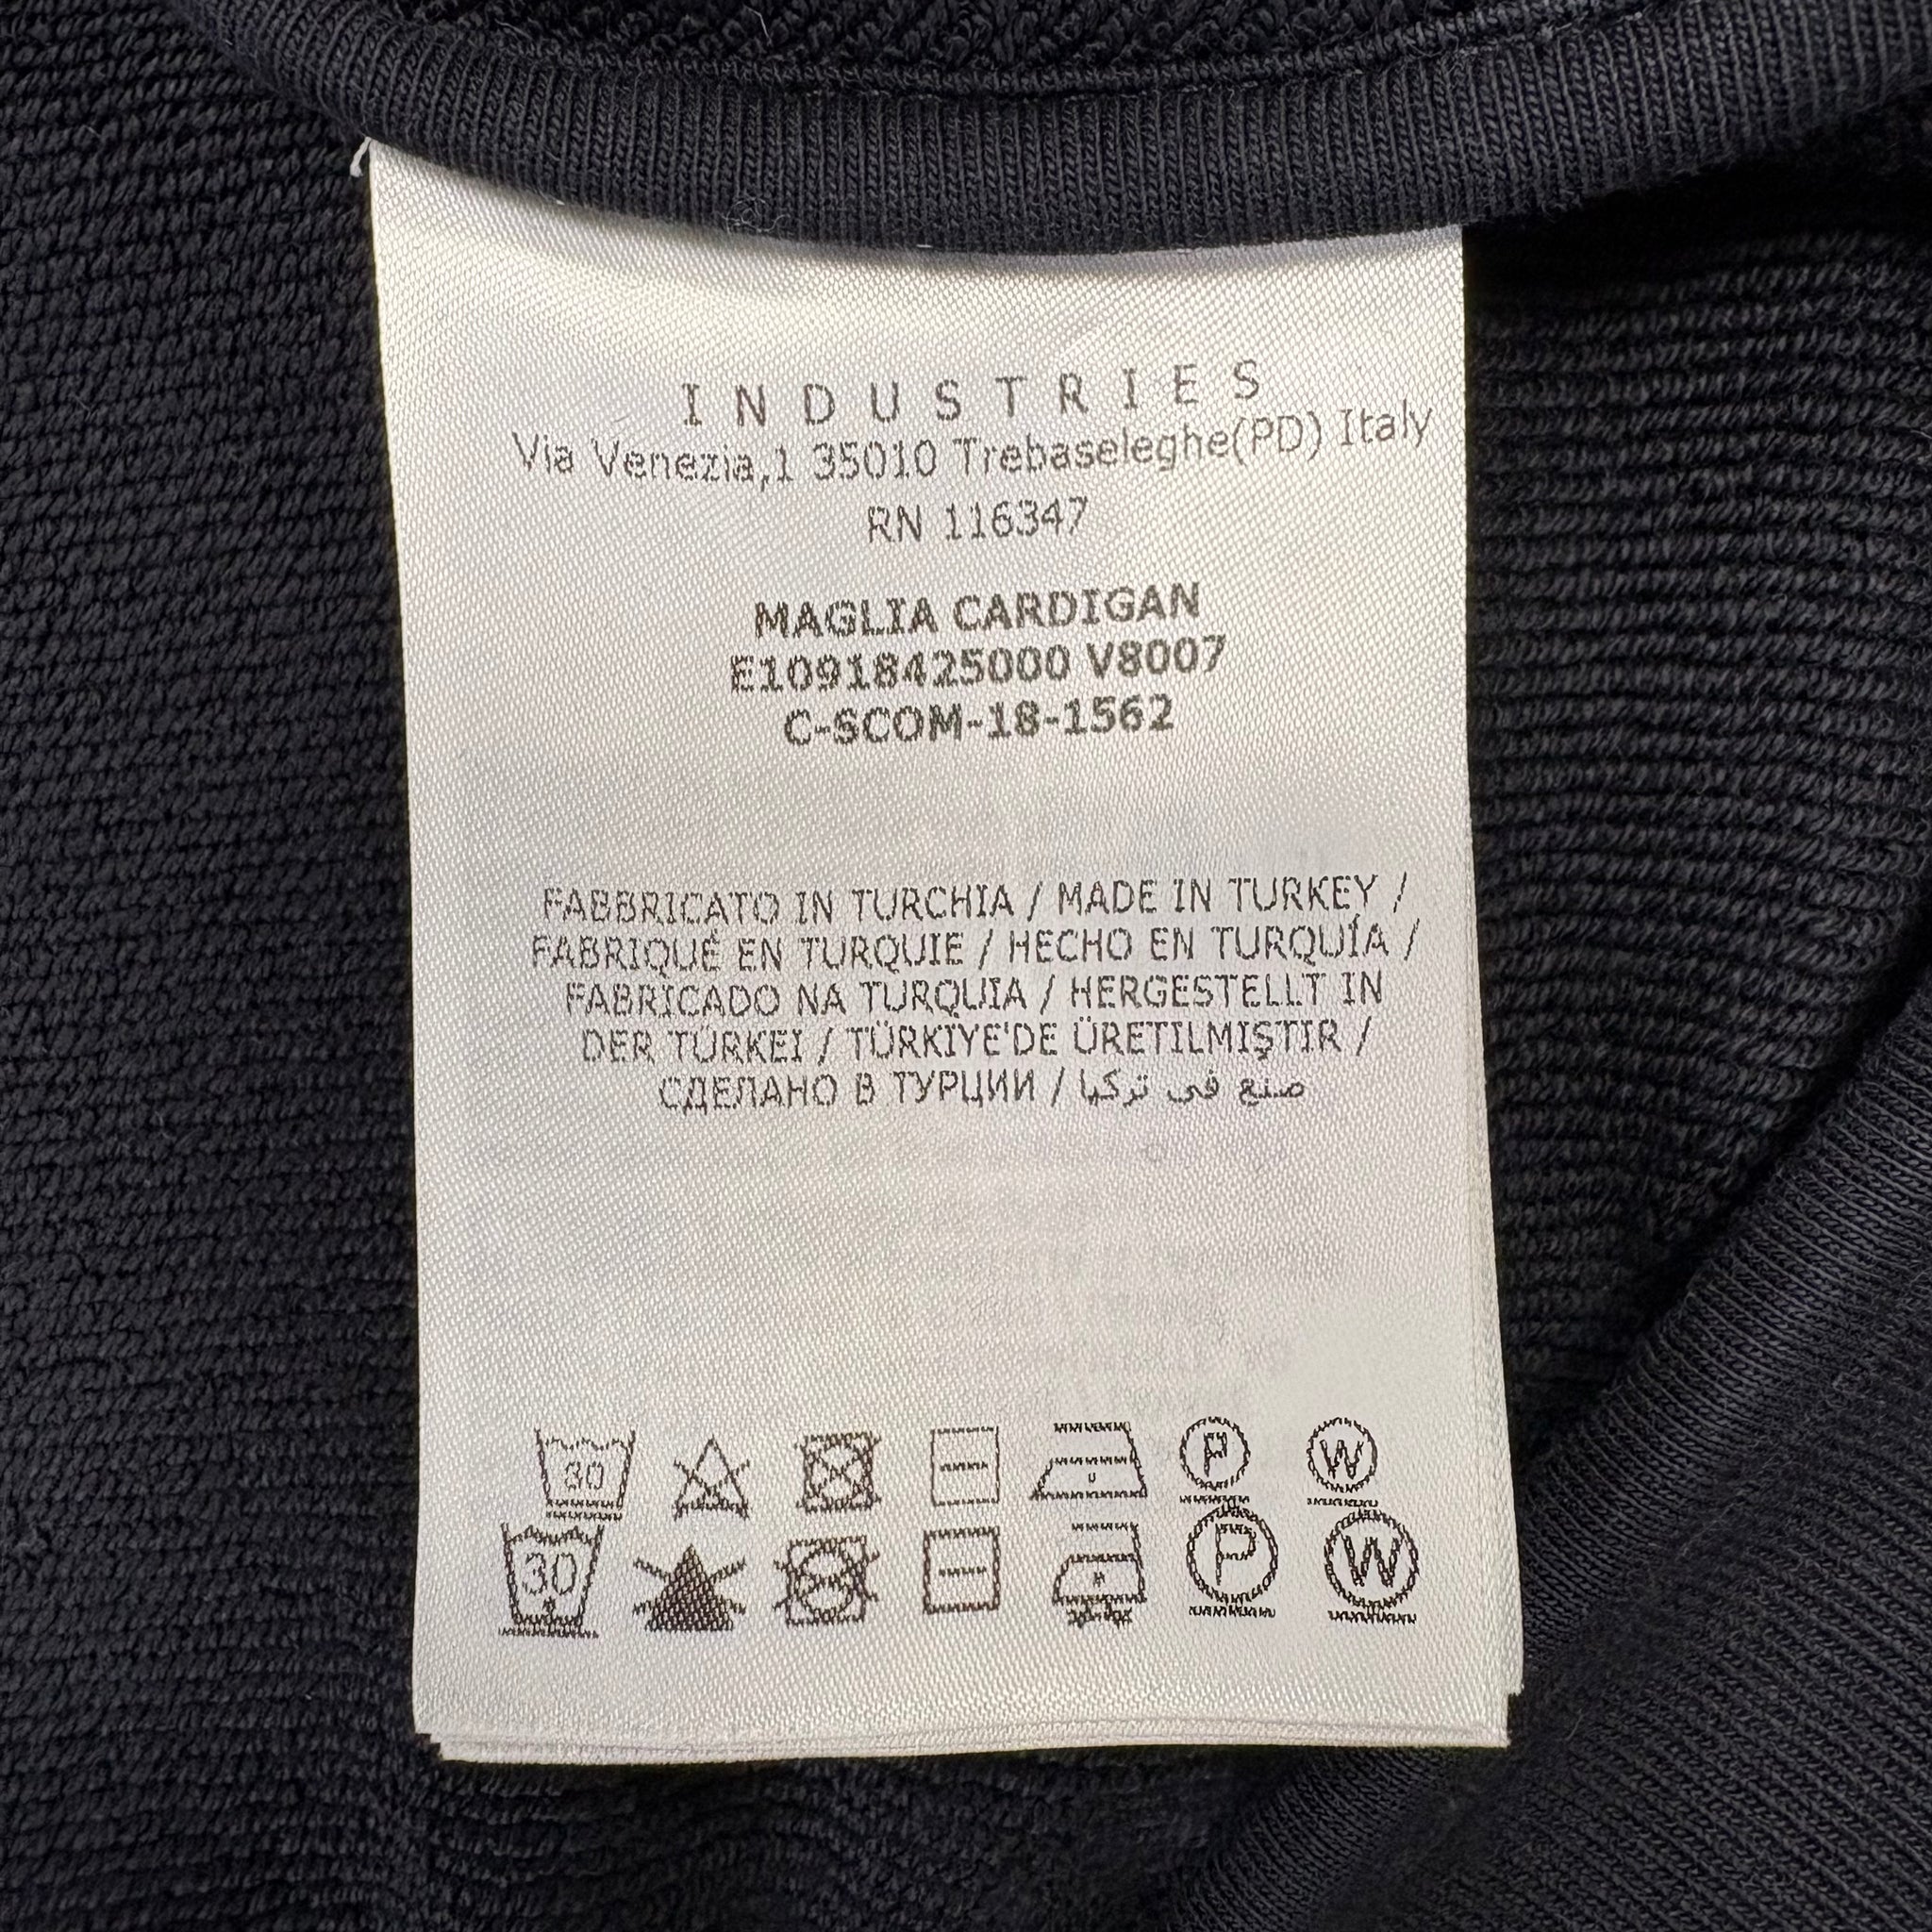 INDUSTRIES
Via Venezia,1 35010 Trebaseleghe(PD) Italy
RN 116347
MAGLIA CARDIGAN
E10918425000 V8007
C-SCOM-18-1562
FABBRICATO IN TURCHIA / MADE IN TURKEY /
FABRIQUÉ EN TURQUIE / HECHO EN TURQUÍA /
FABRICADO NA TURQUIA / HERGESTELLT IN
DER TÜRKEI / TÜRKİYE'DE ÜRETILMIŞTIR /
СДЕЛАНО В ТУРЦИИ / صنع في تركيا
30 P W
30 P W